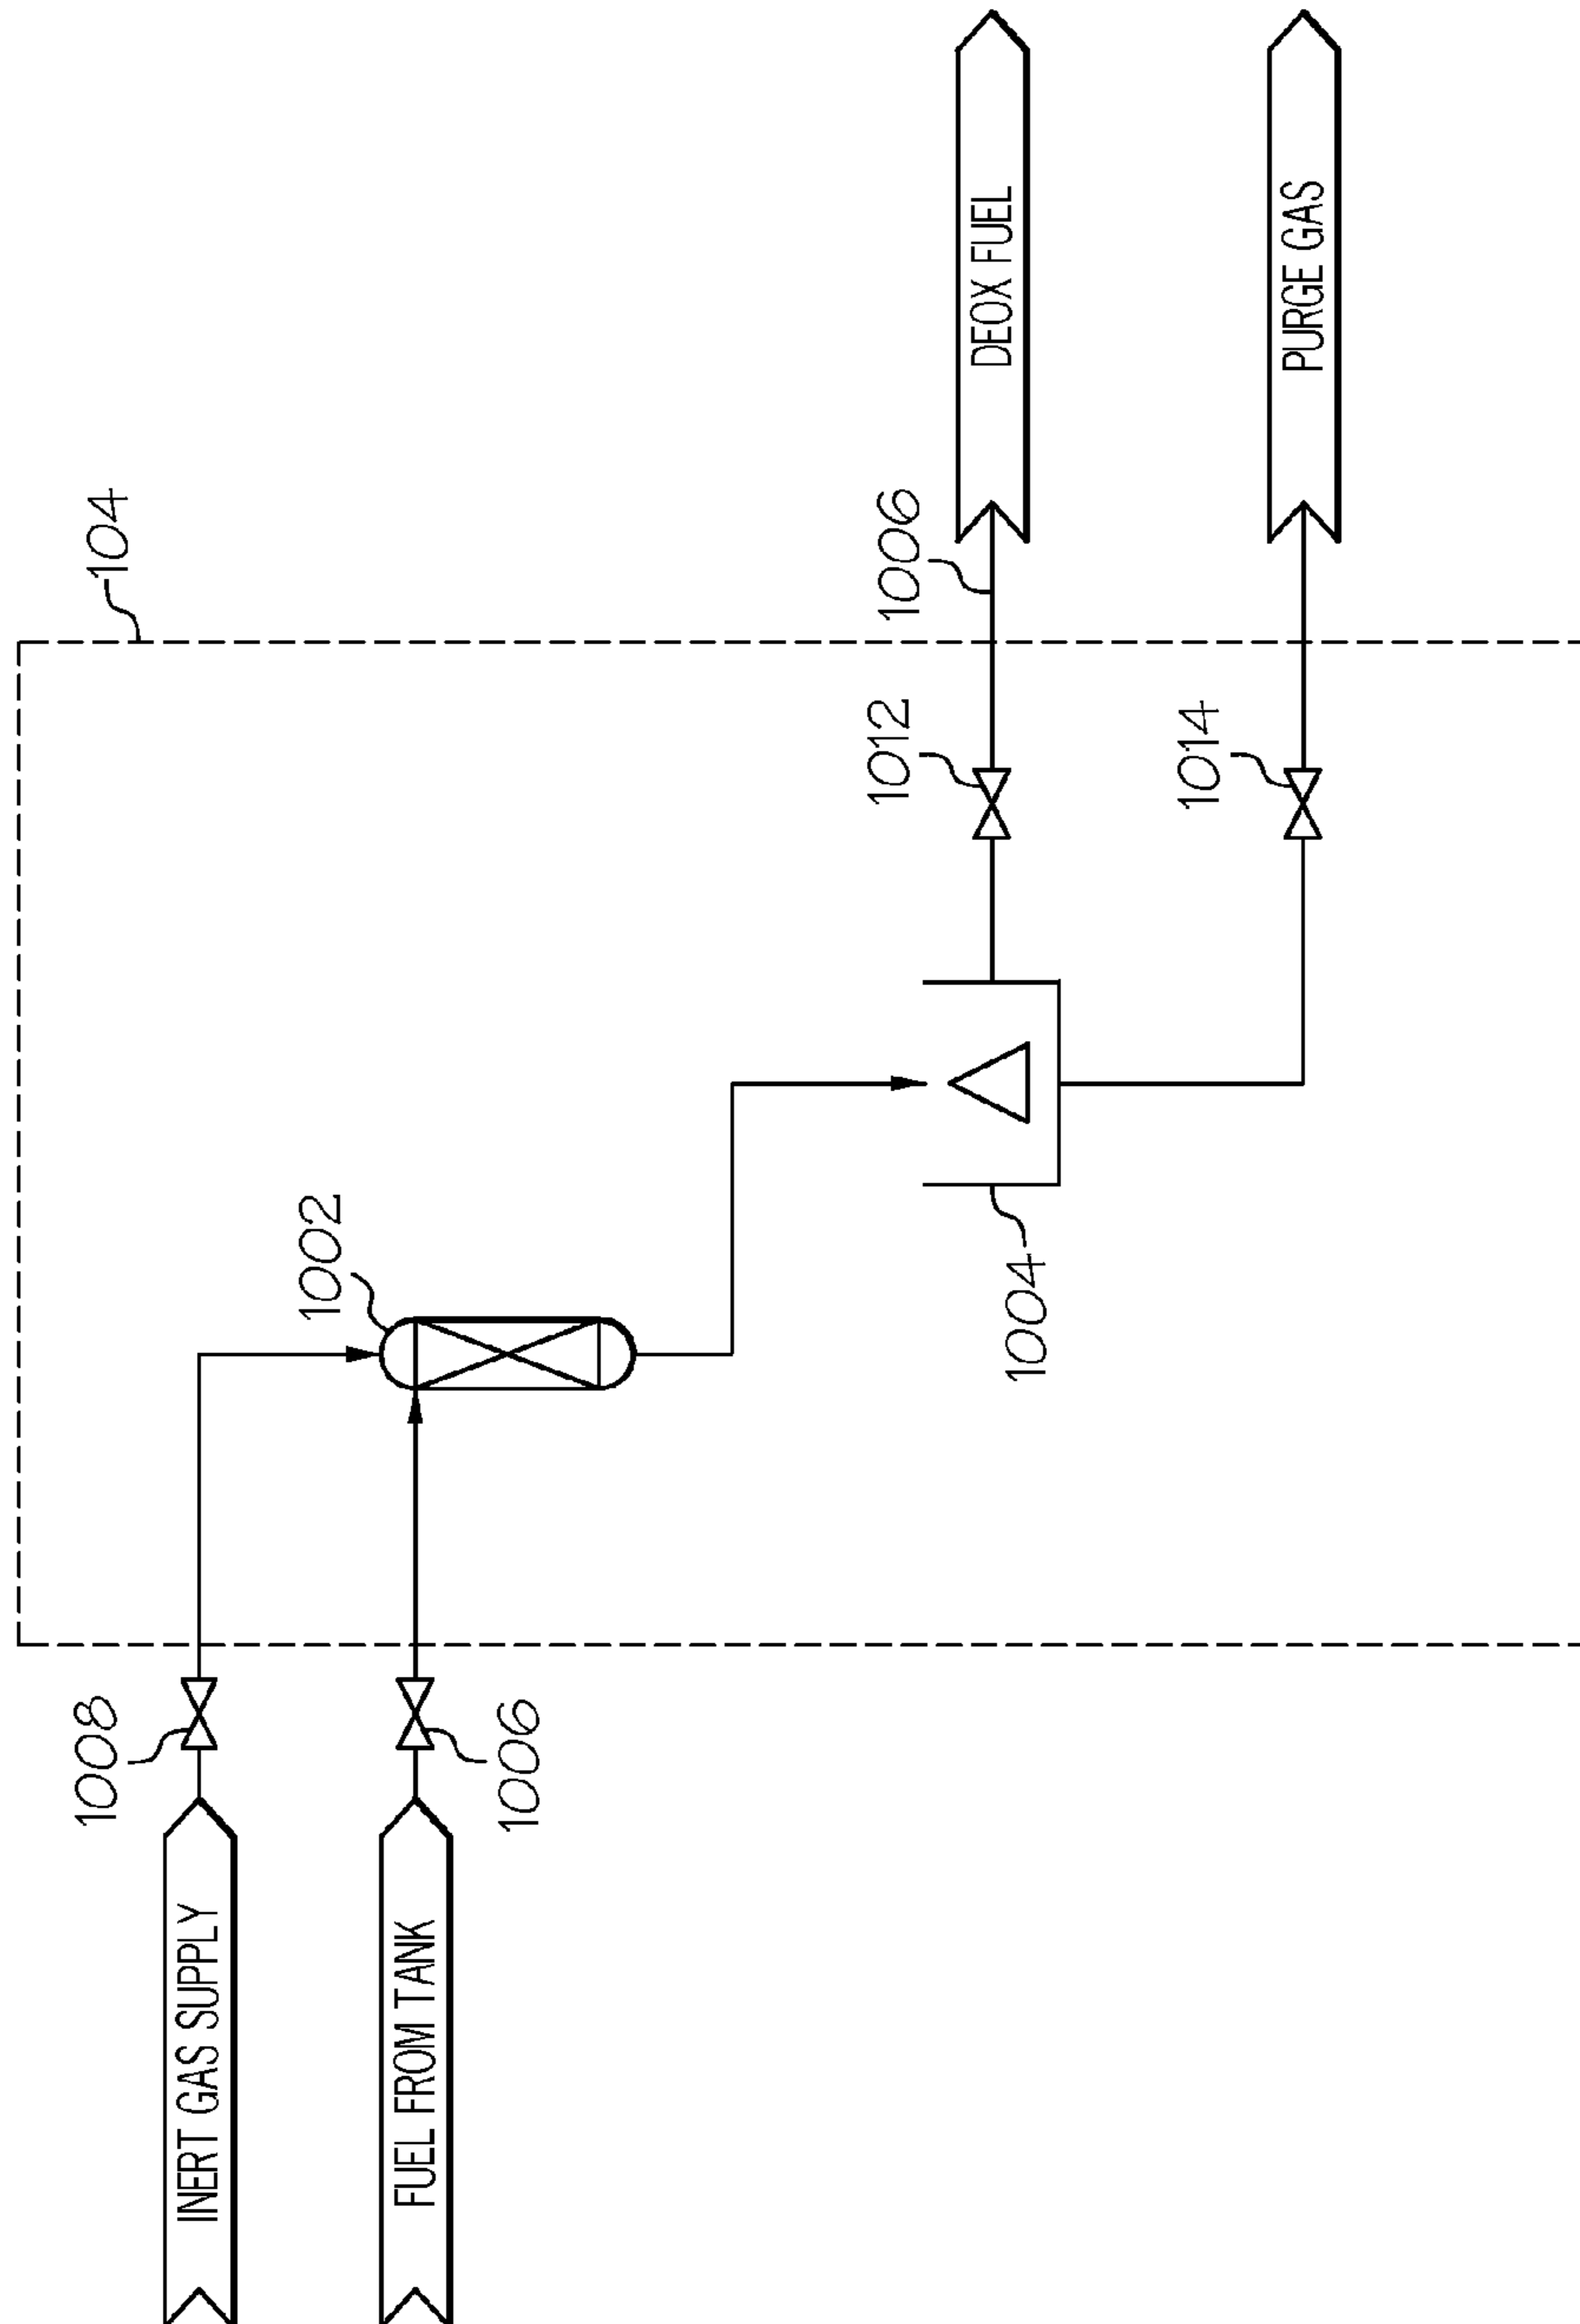 104
1008
INERT GAS SUPPLY
1002
FUEL FROM TANK
1006
1012
1006
DEOX FUEL
1004
1014
PURGE GAS